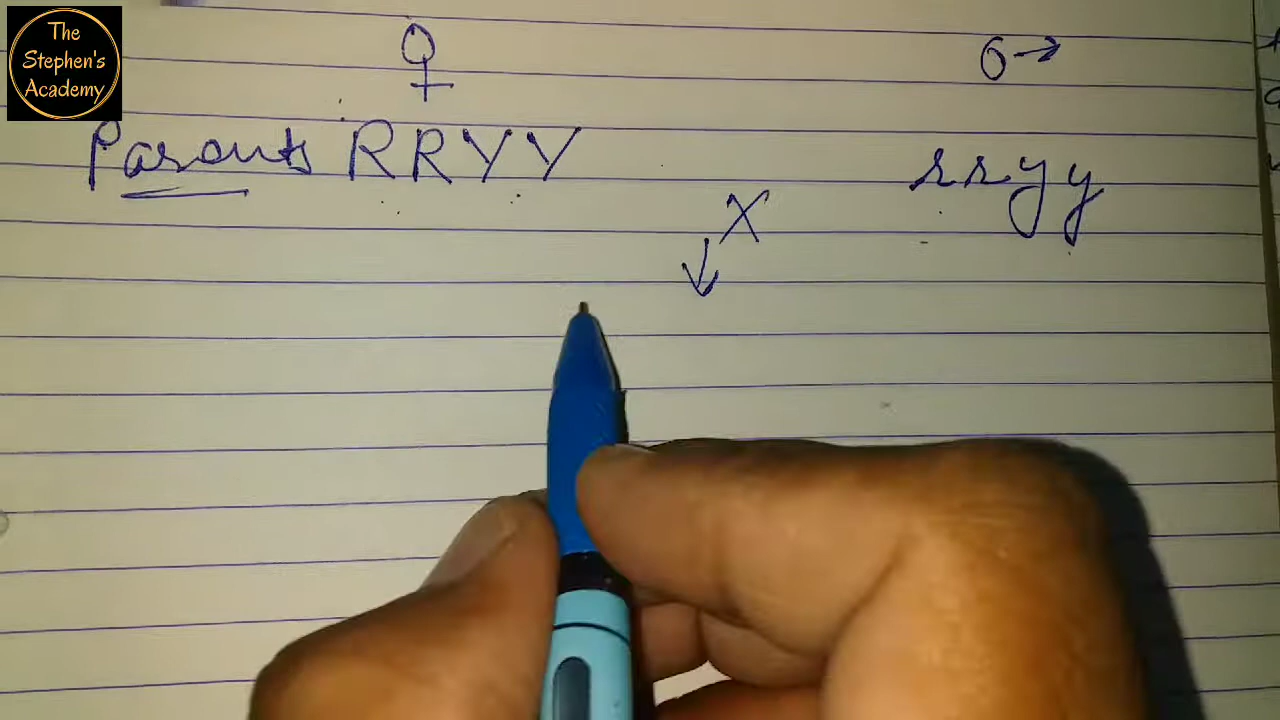 The
Stephen's
Academy
♀ ♂
Parents RRYY rryy
X
↓